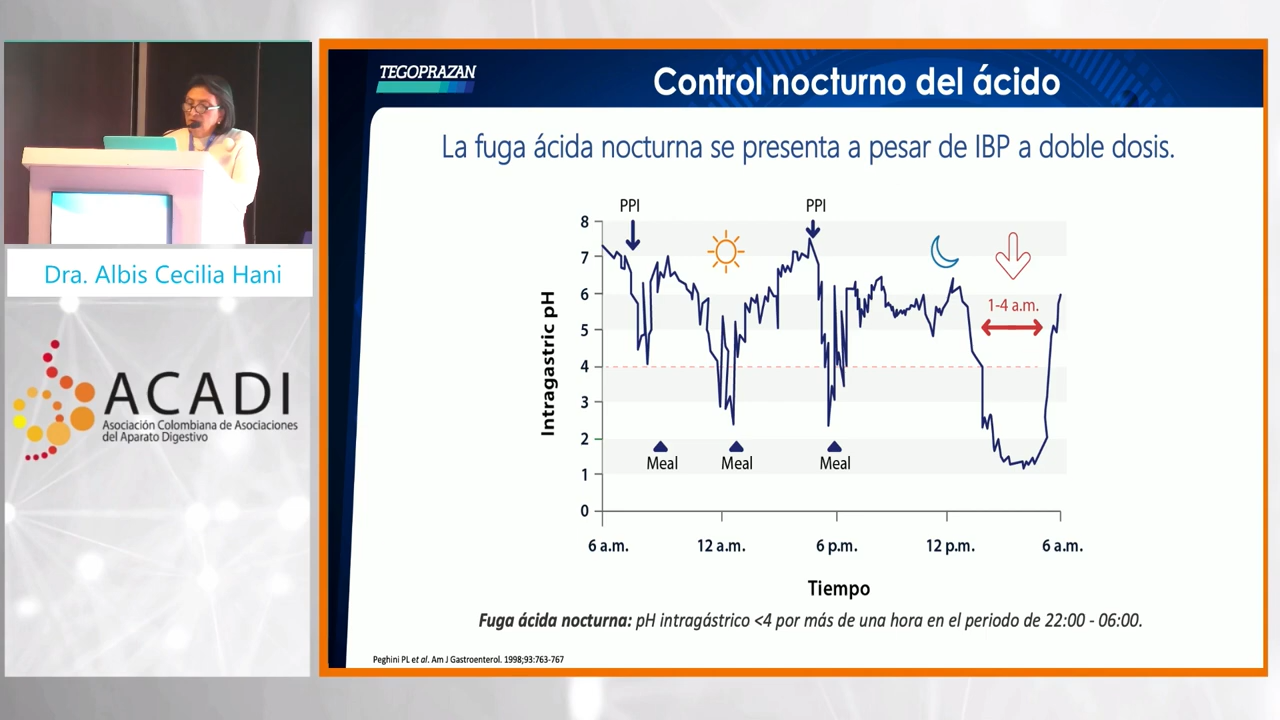 TEGOPRAZAN
Control nocturno del ácido
La fuga ácida nocturna se presenta a pesar de IBP a doble dosis.
Dra. Albis Cecilia Hani
ACADI
Asociación Colombiana de Asociaciones
del Aparato Digestivo
PPI
PPI
8
7
6
5
4
3
2
1
0
Intragastric pH
1-4 a.m.
Meal
Meal
Meal
6 a.m.
12 a.m.
6 p.m.
12 p.m.
6 a.m.
Tiempo
Fuga ácida nocturna: pH intragástrico <4 por más de una hora en el periodo de 22:00 - 06:00.
Peghini PL et al. Am J Gastroenterol. 1998;93:763-767